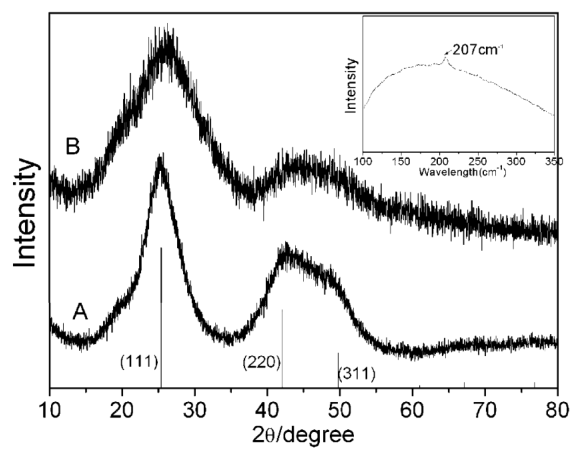 207cm⁻¹
Intensity
100 150 200 250 300 350
Wavelength(cm⁻¹)
B
A
Intensity
(111) (220) (311)
10 20 30 40 50 60 70 80
2θ/degree